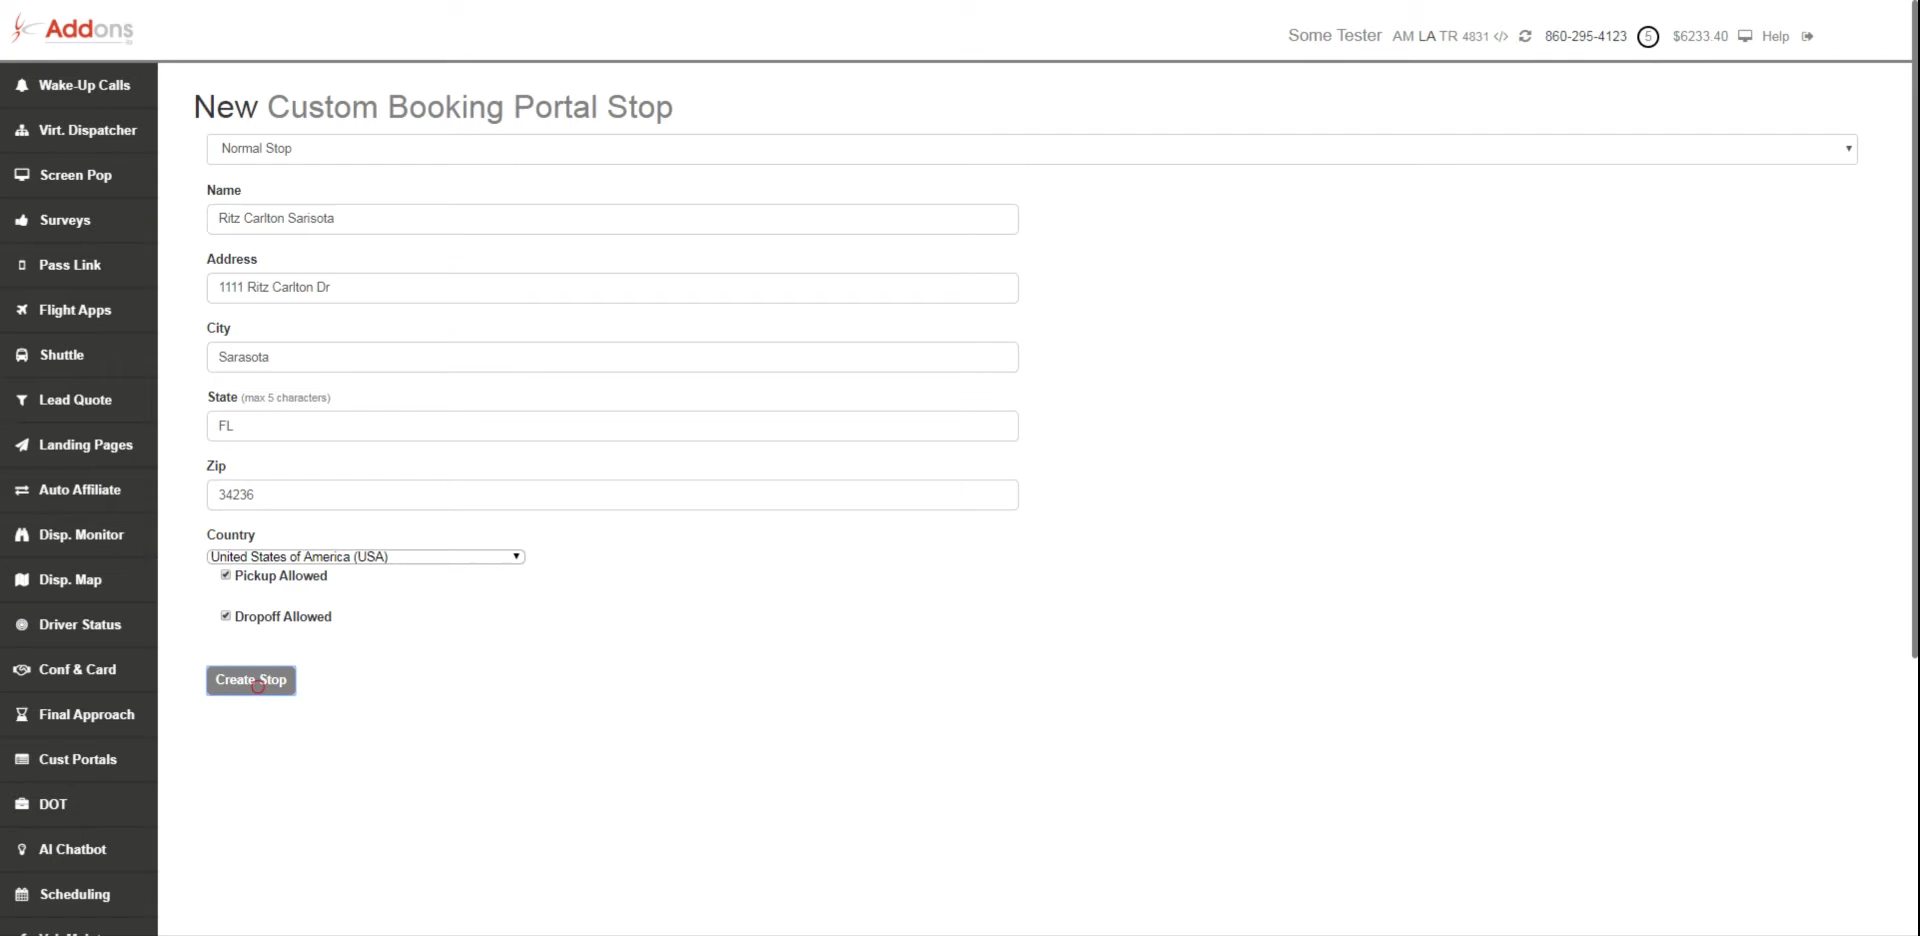 Addons
Some Tester AM LA TR 4831 </> 860-295-4123 5 $6233.40 Help
Wake-Up Calls
Virt. Dispatcher
Screen Pop
Surveys
Pass Link
Flight Apps
Shuttle
Lead Quote
Landing Pages
Auto Affiliate
Disp. Monitor
Disp. Map
Driver Status
Conf & Card
Final Approach
Cust Portals
DOT
AI Chatbot
Scheduling
New Custom Booking Portal Stop
Normal Stop
Name
Ritz Carlton Sarisota
Address
1111 Ritz Carlton Dr
City
Sarasota
State (max 5 characters)
FL
Zip
34236
Country
United States of America (USA)
Pickup Allowed
Dropoff Allowed
Create Stop